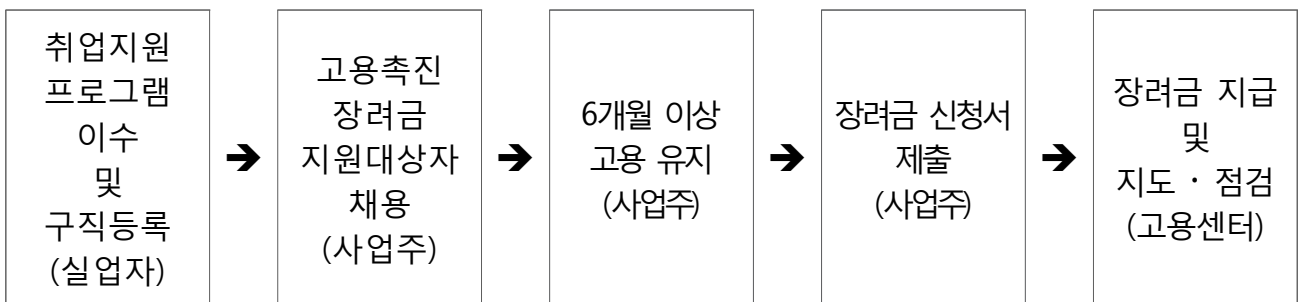 취업지원
프로그램
이수
및
구직등록
(실업자)
➔
고용촉진
장려금
지원대상자
채용
(사업주)
➔
6개월 이상
고용 유지
(사업주)
➔
장려금 신청서
제출
(사업주)
➔
장려금 지급
및
지도 · 점검
(고용센터)